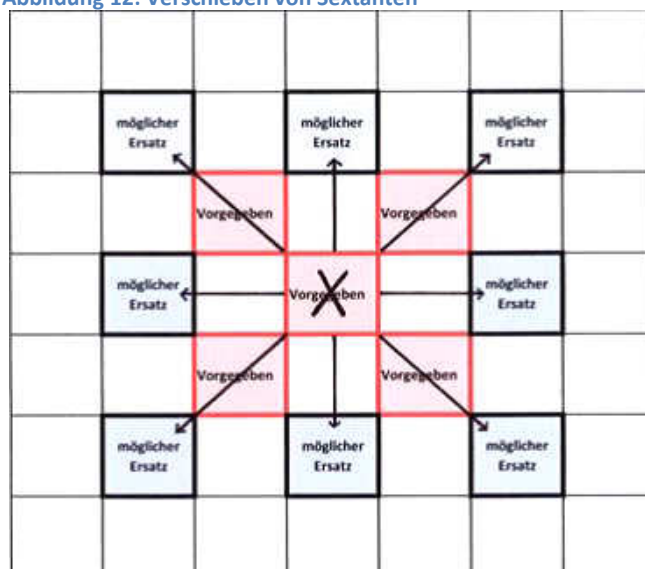 Abbildung 12: Verschieben von Sextanten
möglicher
Ersatz
möglicher
Ersatz
möglicher
Ersatz
Vorgegeben
Vorgegeben
möglicher
Ersatz
Vorgegeben
möglicher
Ersatz
Vorgegeben
Vorgegeben
möglicher
Ersatz
möglicher
Ersatz
möglicher
Ersatz